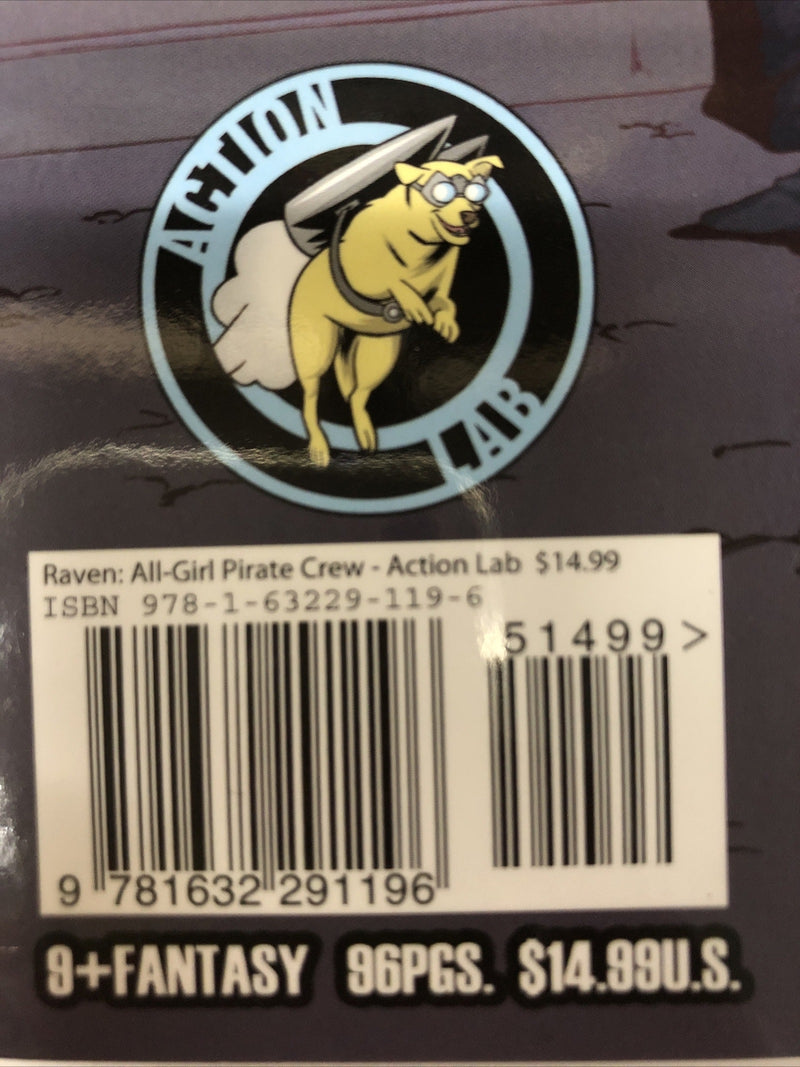 ACTION
LAB
Raven: All-Girl Pirate Crew - Action Lab $14.99
ISBN 978-1-63229-119-6
51499 >
9 781632 291196
9+FANTASY 96PGS. $14.99U.S.